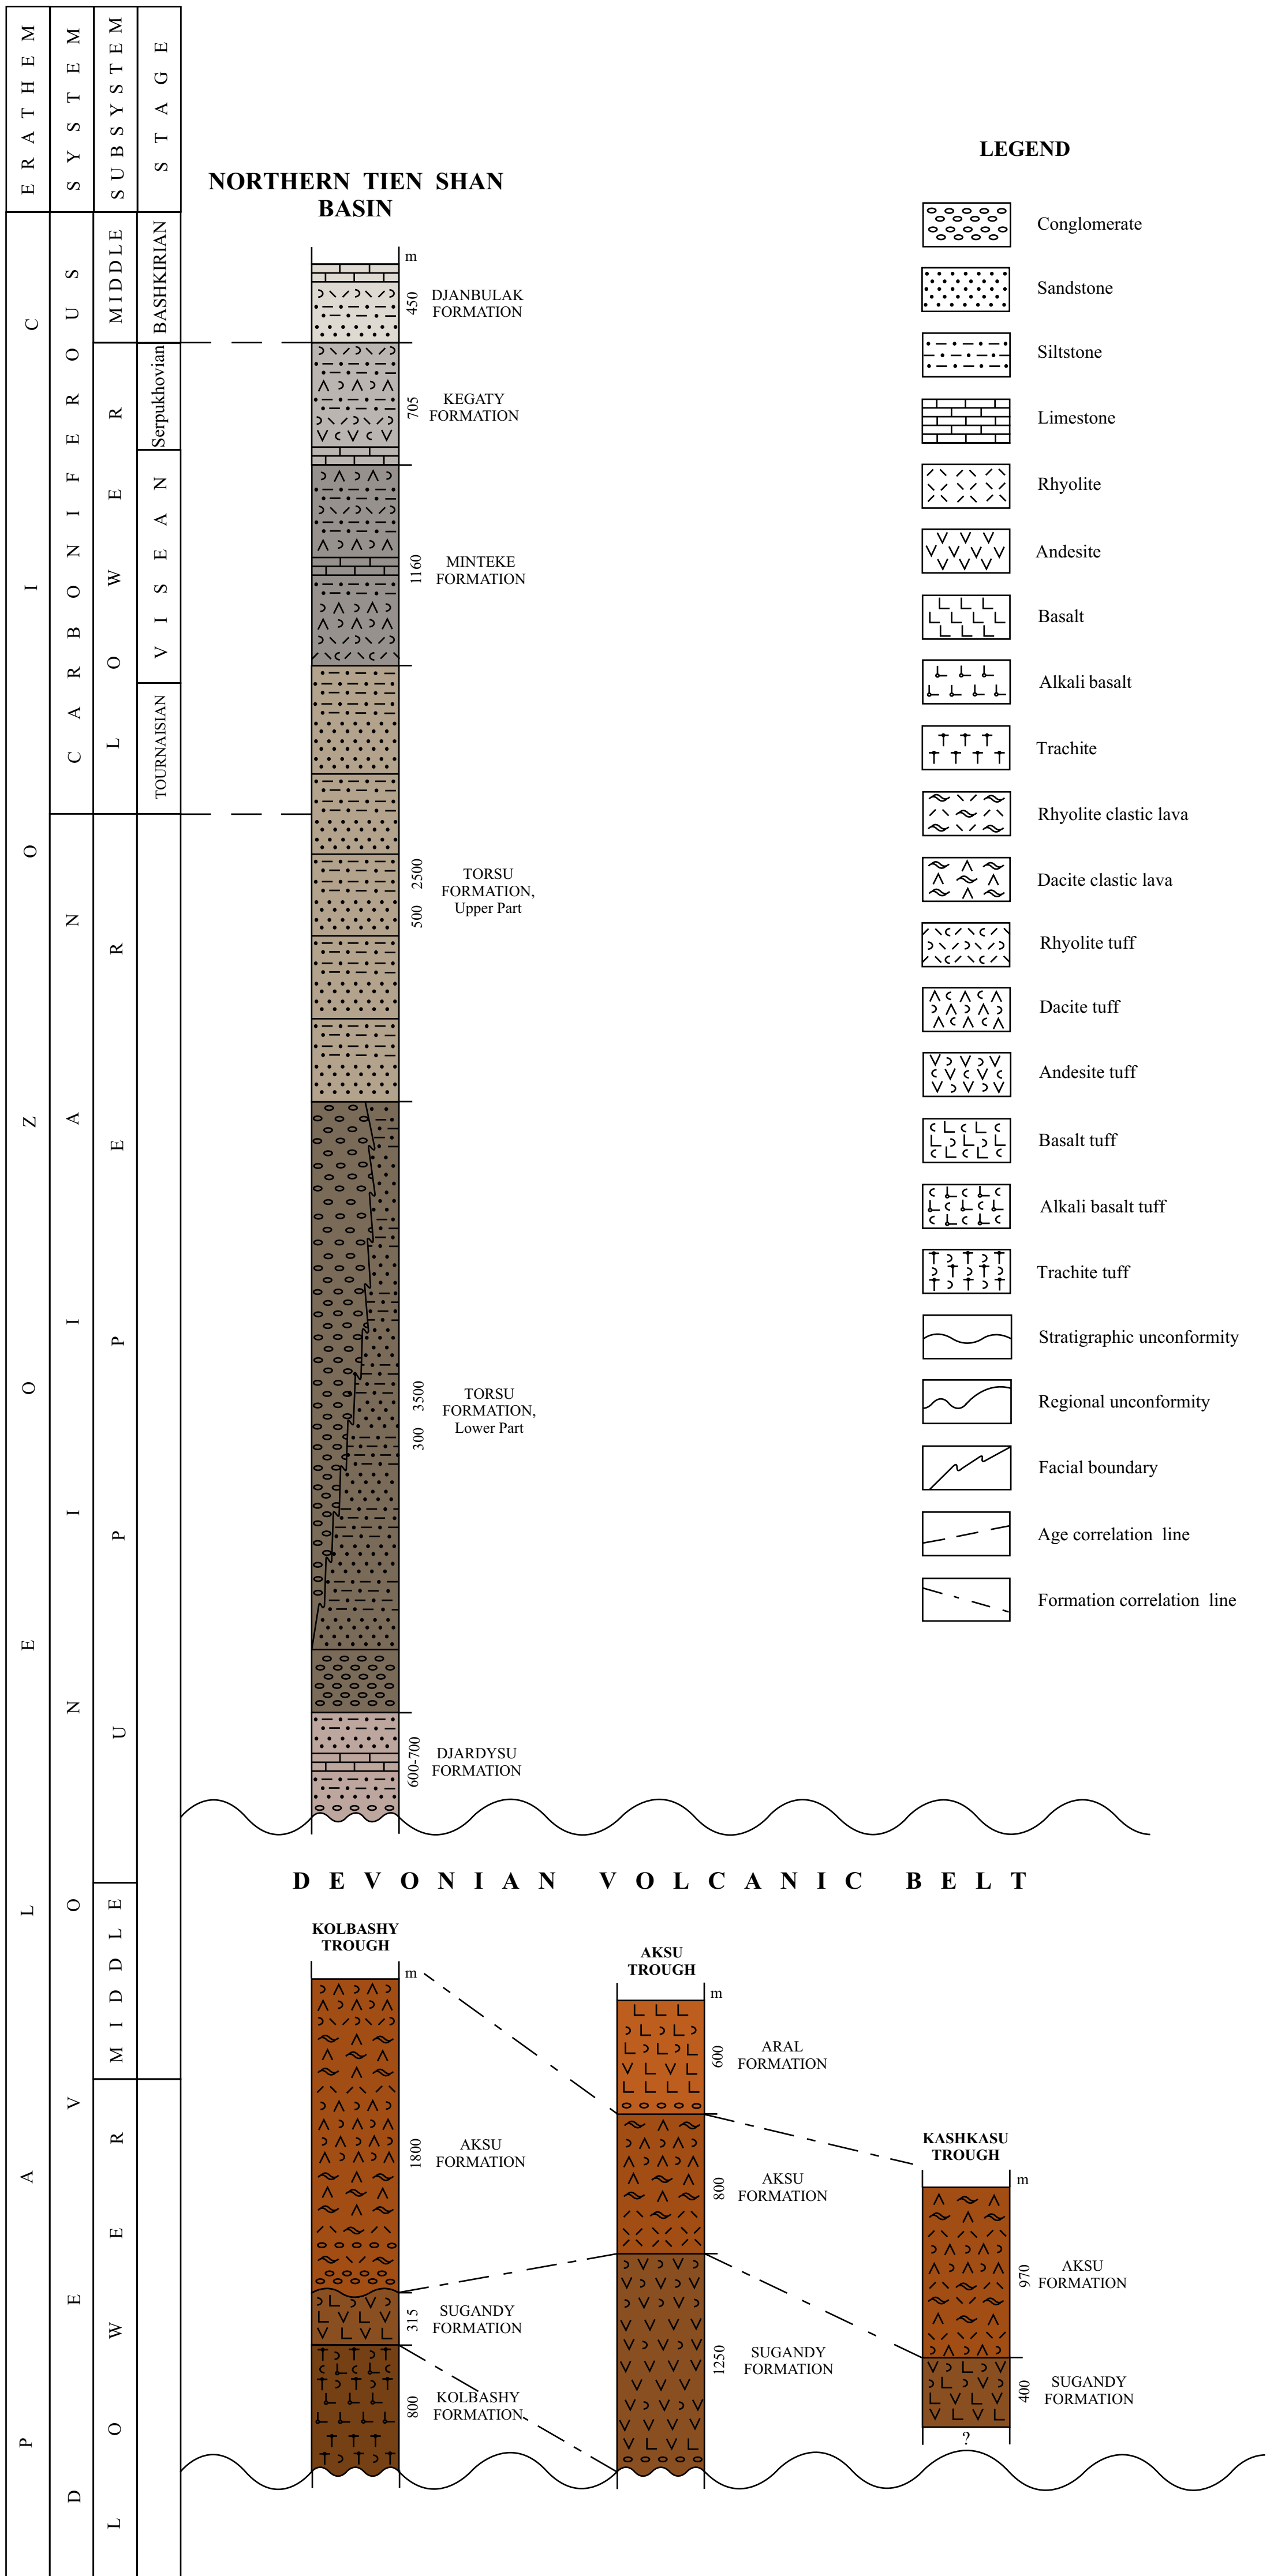 ERATHEM
SYSTEM
SUBSYSTEM
STAGE
PALEOZOIC
CARBONIFEROUS
DEVONIAN
MIDDLE
LOWER
UPPER
MIDDLE
LOWER
BASHKIRIAN
Serpukhovian
VISEAN
TOURNAISIAN
NORTHERN TIEN SHAN
BASIN
m
450
DJANBULAK
FORMATION
705
KEGATY
FORMATION
1160
MINTEKE
FORMATION
500 2500
TORSU
FORMATION,
Upper Part
300 3500
TORSU
FORMATION,
Lower Part
600-700
DJARDYSU
FORMATION
LEGEND
Conglomerate
Sandstone
Siltstone
Limestone
Rhyolite
Andesite
Basalt
Alkali basalt
Trachite
Rhyolite clastic lava
Dacite clastic lava
Rhyolite tuff
Dacite tuff
Andesite tuff
Basalt tuff
Alkali basalt tuff
Trachite tuff
Stratigraphic unconformity
Regional unconformity
Facial boundary
Age correlation line
Formation correlation line
DEVONIAN VOLCANIC BELT
KOLBASHY
TROUGH
m
1800
AKSU
FORMATION
315
SUGANDY
FORMATION
800
KOLBASHY
FORMATION
AKSU
TROUGH
m
600
ARAL
FORMATION
800
AKSU
FORMATION
1250
SUGANDY
FORMATION
KASHKASU
TROUGH
m
970
AKSU
FORMATION
400
SUGANDY
FORMATION
?